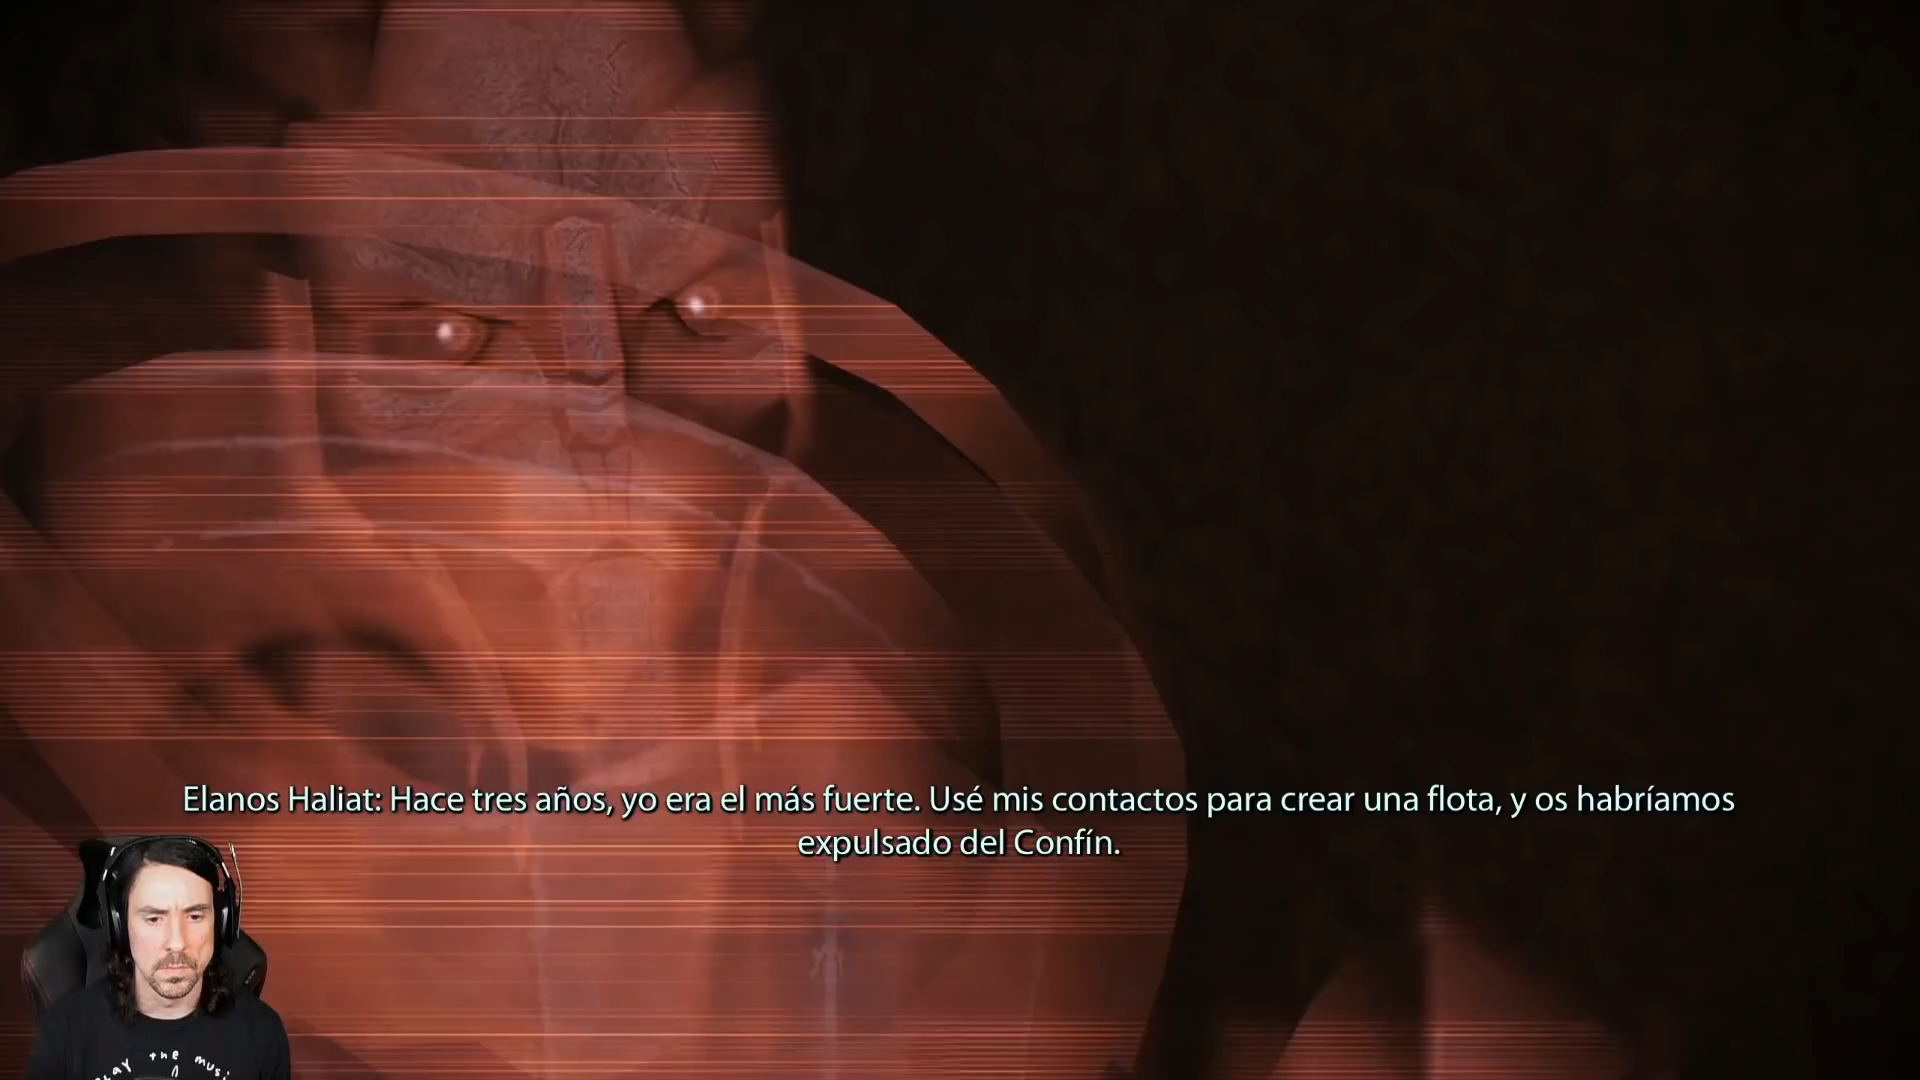 Elanos Haliat: Hace tres años, yo era el más fuerte. Usé mis contactos para crear una flota, y os habríamos
expulsado del Confín.
the